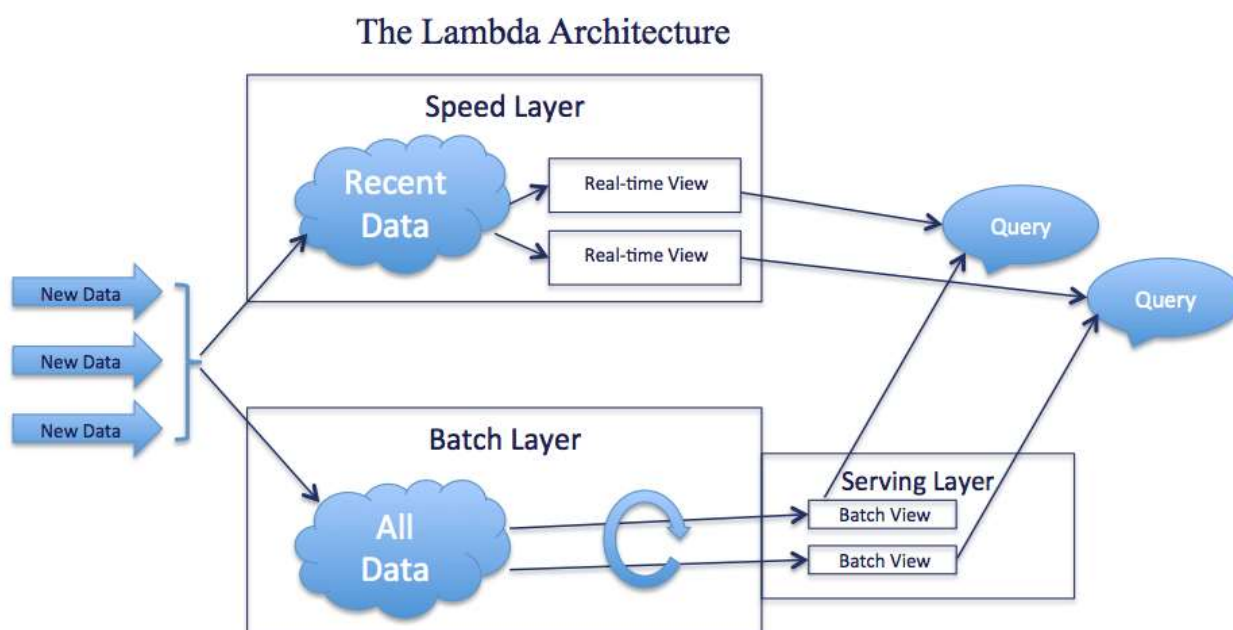 The Lambda Architecture
Speed Layer
Recent
Data
Real-time View
Real-time View
Query
Query
New Data
New Data
New Data
Batch Layer
All
Data
Serving Layer
Batch View
Batch View